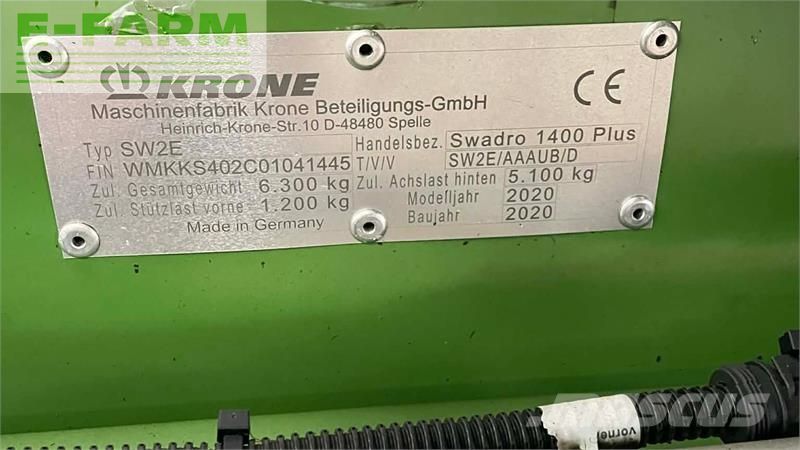 E-FARM
KRONE
CE
Maschinenfabrik Krone Beteiligungs-GmbH
Heinrich-Krone-Str.10 D-48480 Spelle
Typ SW2E Handelsbez. Swadro 1400 Plus
FIN WMKKS402C01041445 T/V/V SW2E/AAAUB/D
Zul. Gesamtgewicht 6.300 kg Zul. Achslast hinten 5.100 kg
Zul. Stützlast vorne 1.200 kg Modelljahr 2020
Baujahr 2020
Made in Germany
vorne
MASCUS